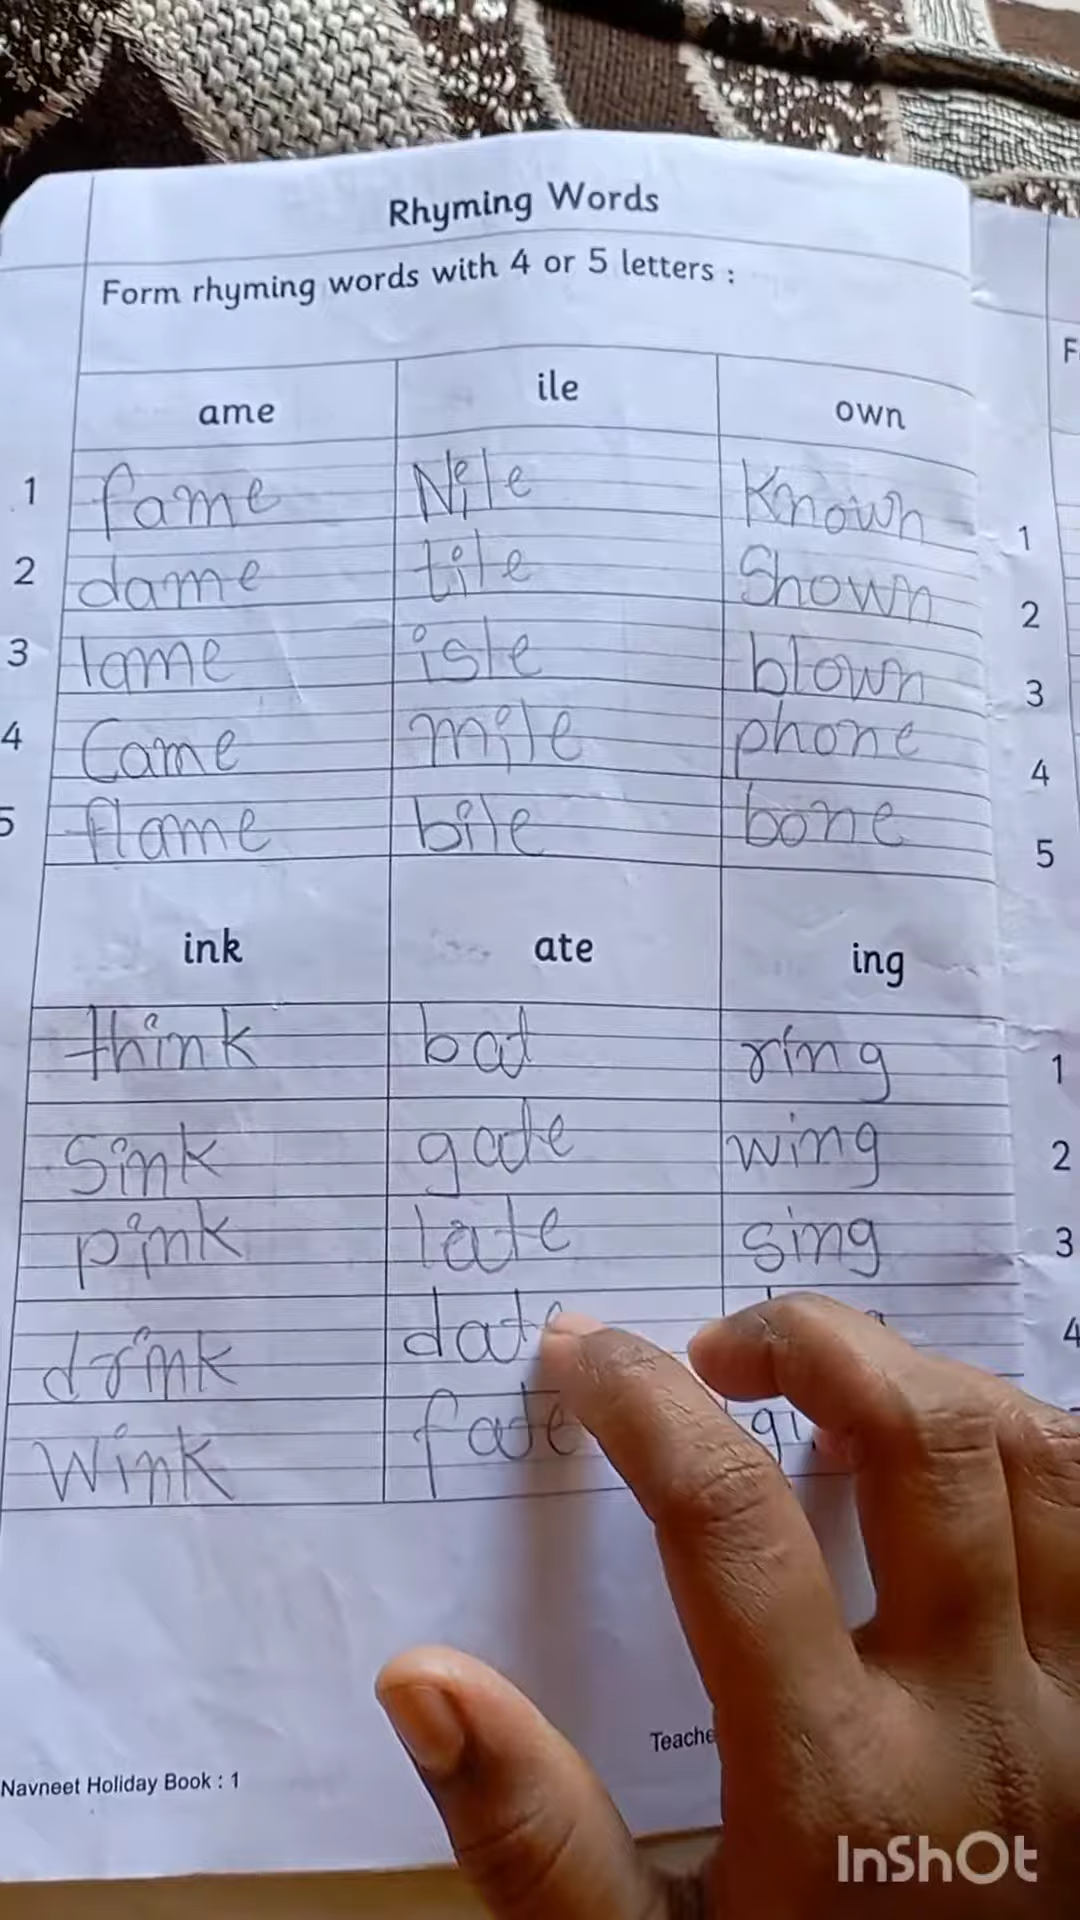 Rhyming Words
Form rhyming words with 4 or 5 letters :
F
ame ile own
1 fame Nile Known
1
2 dame tile Shown
2
3 lame isle blown
3
4 Came mile phone
4
5 flame bile bone
5
ink ate ing
think bat ring
1
Sink gate wing
2
pink late sing
3
drink date
4
Wink fate
Teache
Navneet Holiday Book : 1
InShOt